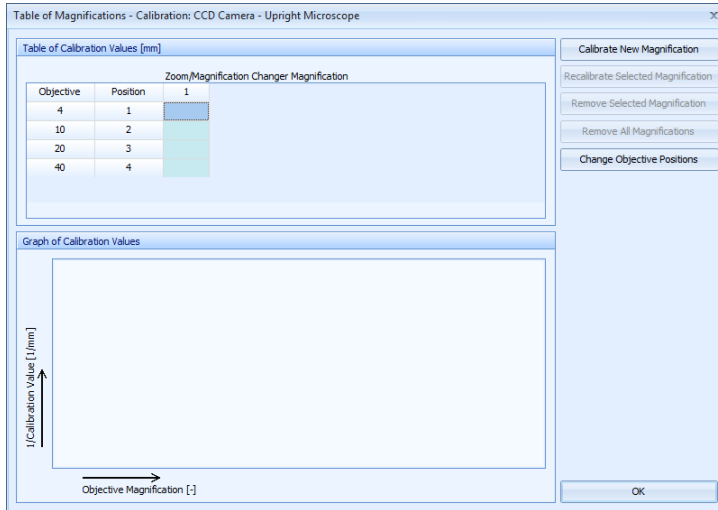 Table of Magnifications - Calibration: CCD Camera - Upright Microscope x
Table of Calibration Values [mm]
Zoom/Magnification Changer Magnification
Objective Position 1
4 1
10 2
20 3
40 4
Calibrate New Magnification
Recalibrate Selected Magnification
Remove Selected Magnification
Remove All Magnifications
Change Objective Positions
Graph of Calibration Values
1/Calibration Value [1/mm]
Objective Magnification [-]
OK